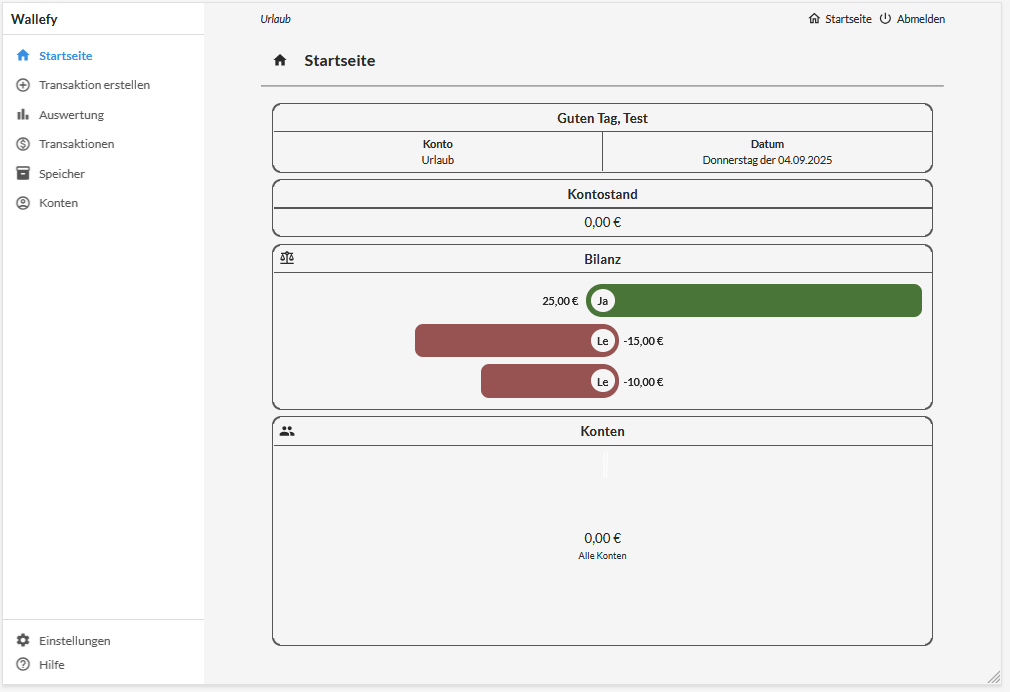 Wallefy
Urlaub
Startseite Abmelden
Startseite
Transaktion erstellen
Auswertung
Transaktionen
Speicher
Konten
Einstellungen
Hilfe
Startseite
Guten Tag, Test
Konto
Urlaub
Datum
Donnerstag der 04.09.2025
Kontostand
0,00 €
Bilanz
25,00 € Ja
Le -15,00 €
Le -10,00 €
Konten
0,00 €
Alle Konten